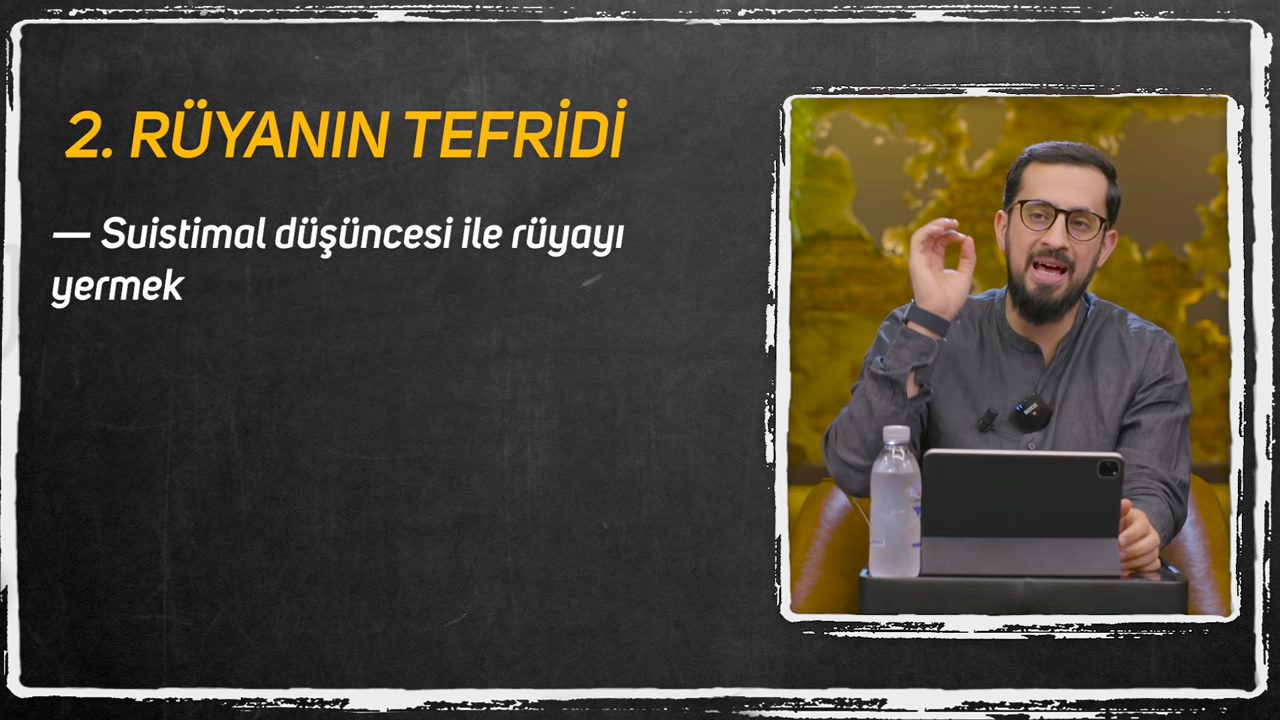 2. RÜYANIN TEFRİDİ
— Suistimal düşüncesi ile rüyayı
yermek